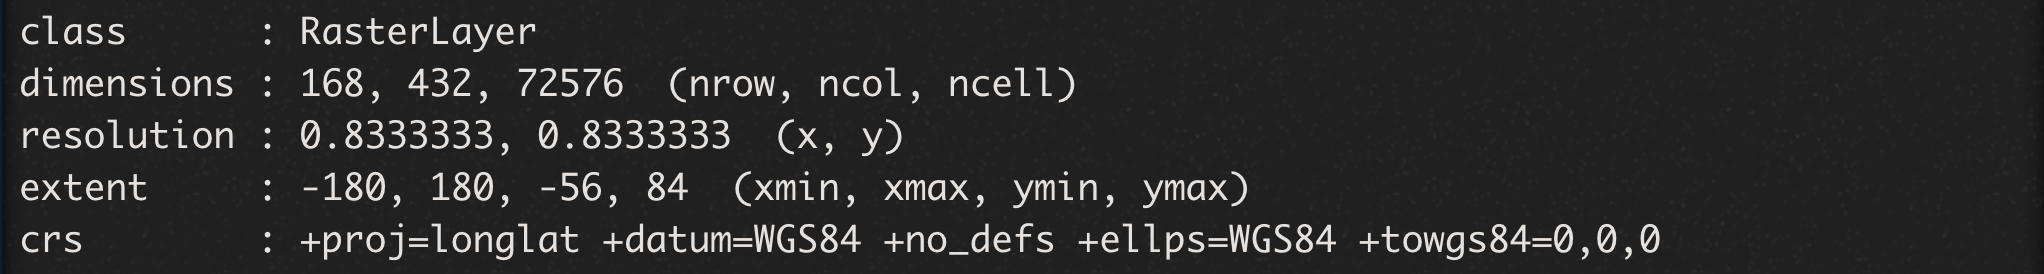 class      : RasterLayer
dimensions : 168, 432, 72576  (nrow, ncol, ncell)
resolution : 0.8333333, 0.8333333  (x, y)
extent     : -180, 180, -56, 84  (xmin, xmax, ymin, ymax)
crs        : +proj=longlat +datum=WGS84 +no_defs +ellps=WGS84 +towgs84=0,0,0